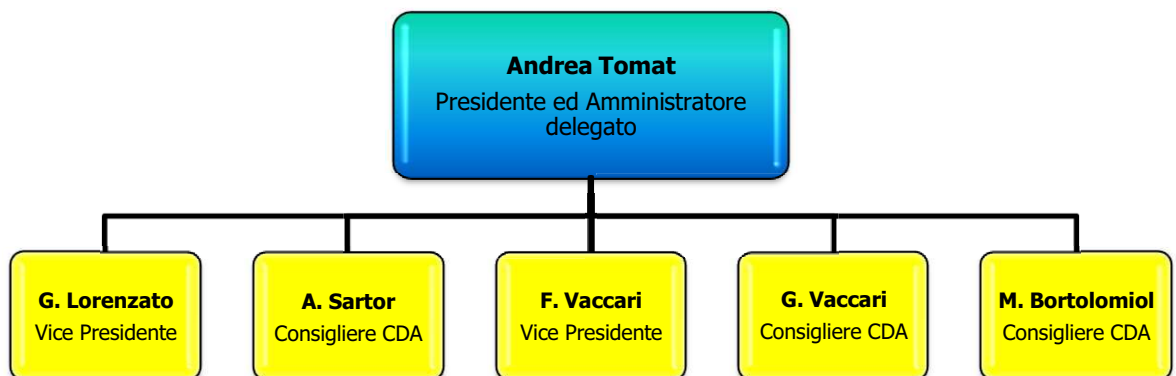 Andrea Tomat
Presidente ed Amministratore
delegato
G. Lorenzato
Vice Presidente
A. Sartor
Consigliere CDA
F. Vaccari
Vice Presidente
G. Vaccari
Consigliere CDA
M. Bortolomiol
Consigliere CDA